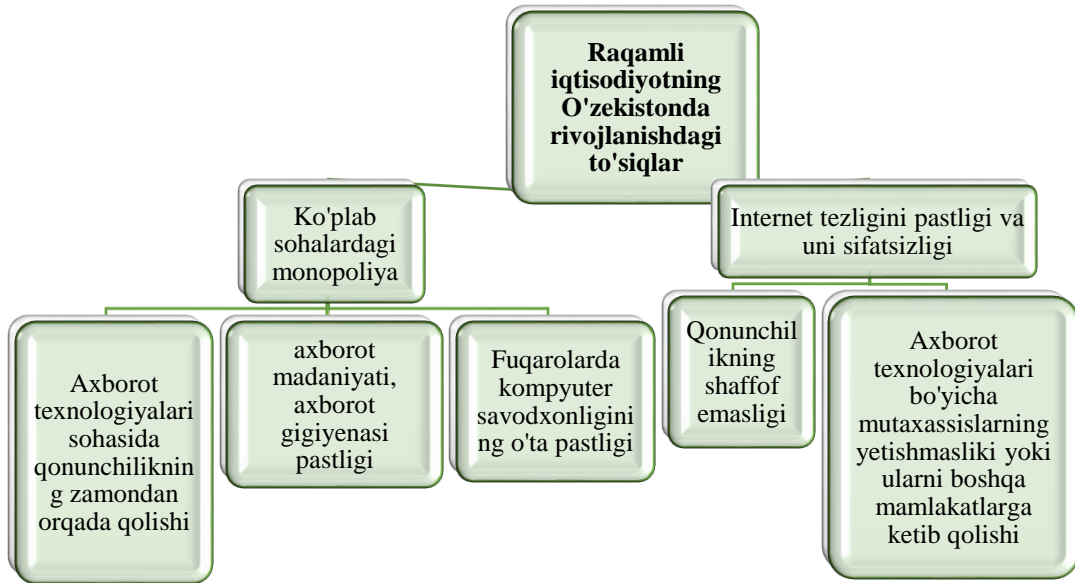 Raqamli
iqtisodiyotning
O'zekistonda
rivojlanishdagi
to'siqlar
Ko'plab
sohalardagi
monopoliya
Internet tezligini pastligi va
uni sifatsizligi
Axborot
texnologiyalari
sohasida
qonunchiliknin
g zamondan
orqada qolishi
axborot
madaniyati,
axborot
gigiyenasi
pastligi
Fuqarolarda
kompyuter
savodxonligini
ng o'ta pastligi
Qonunchil
ikning
shaffof
emasligi
Axborot
texnologiyalari
bo'yicha
mutaxassislarning
yetishmasliki yoki
ularni boshqa
mamlakatlarga
ketib qolishi